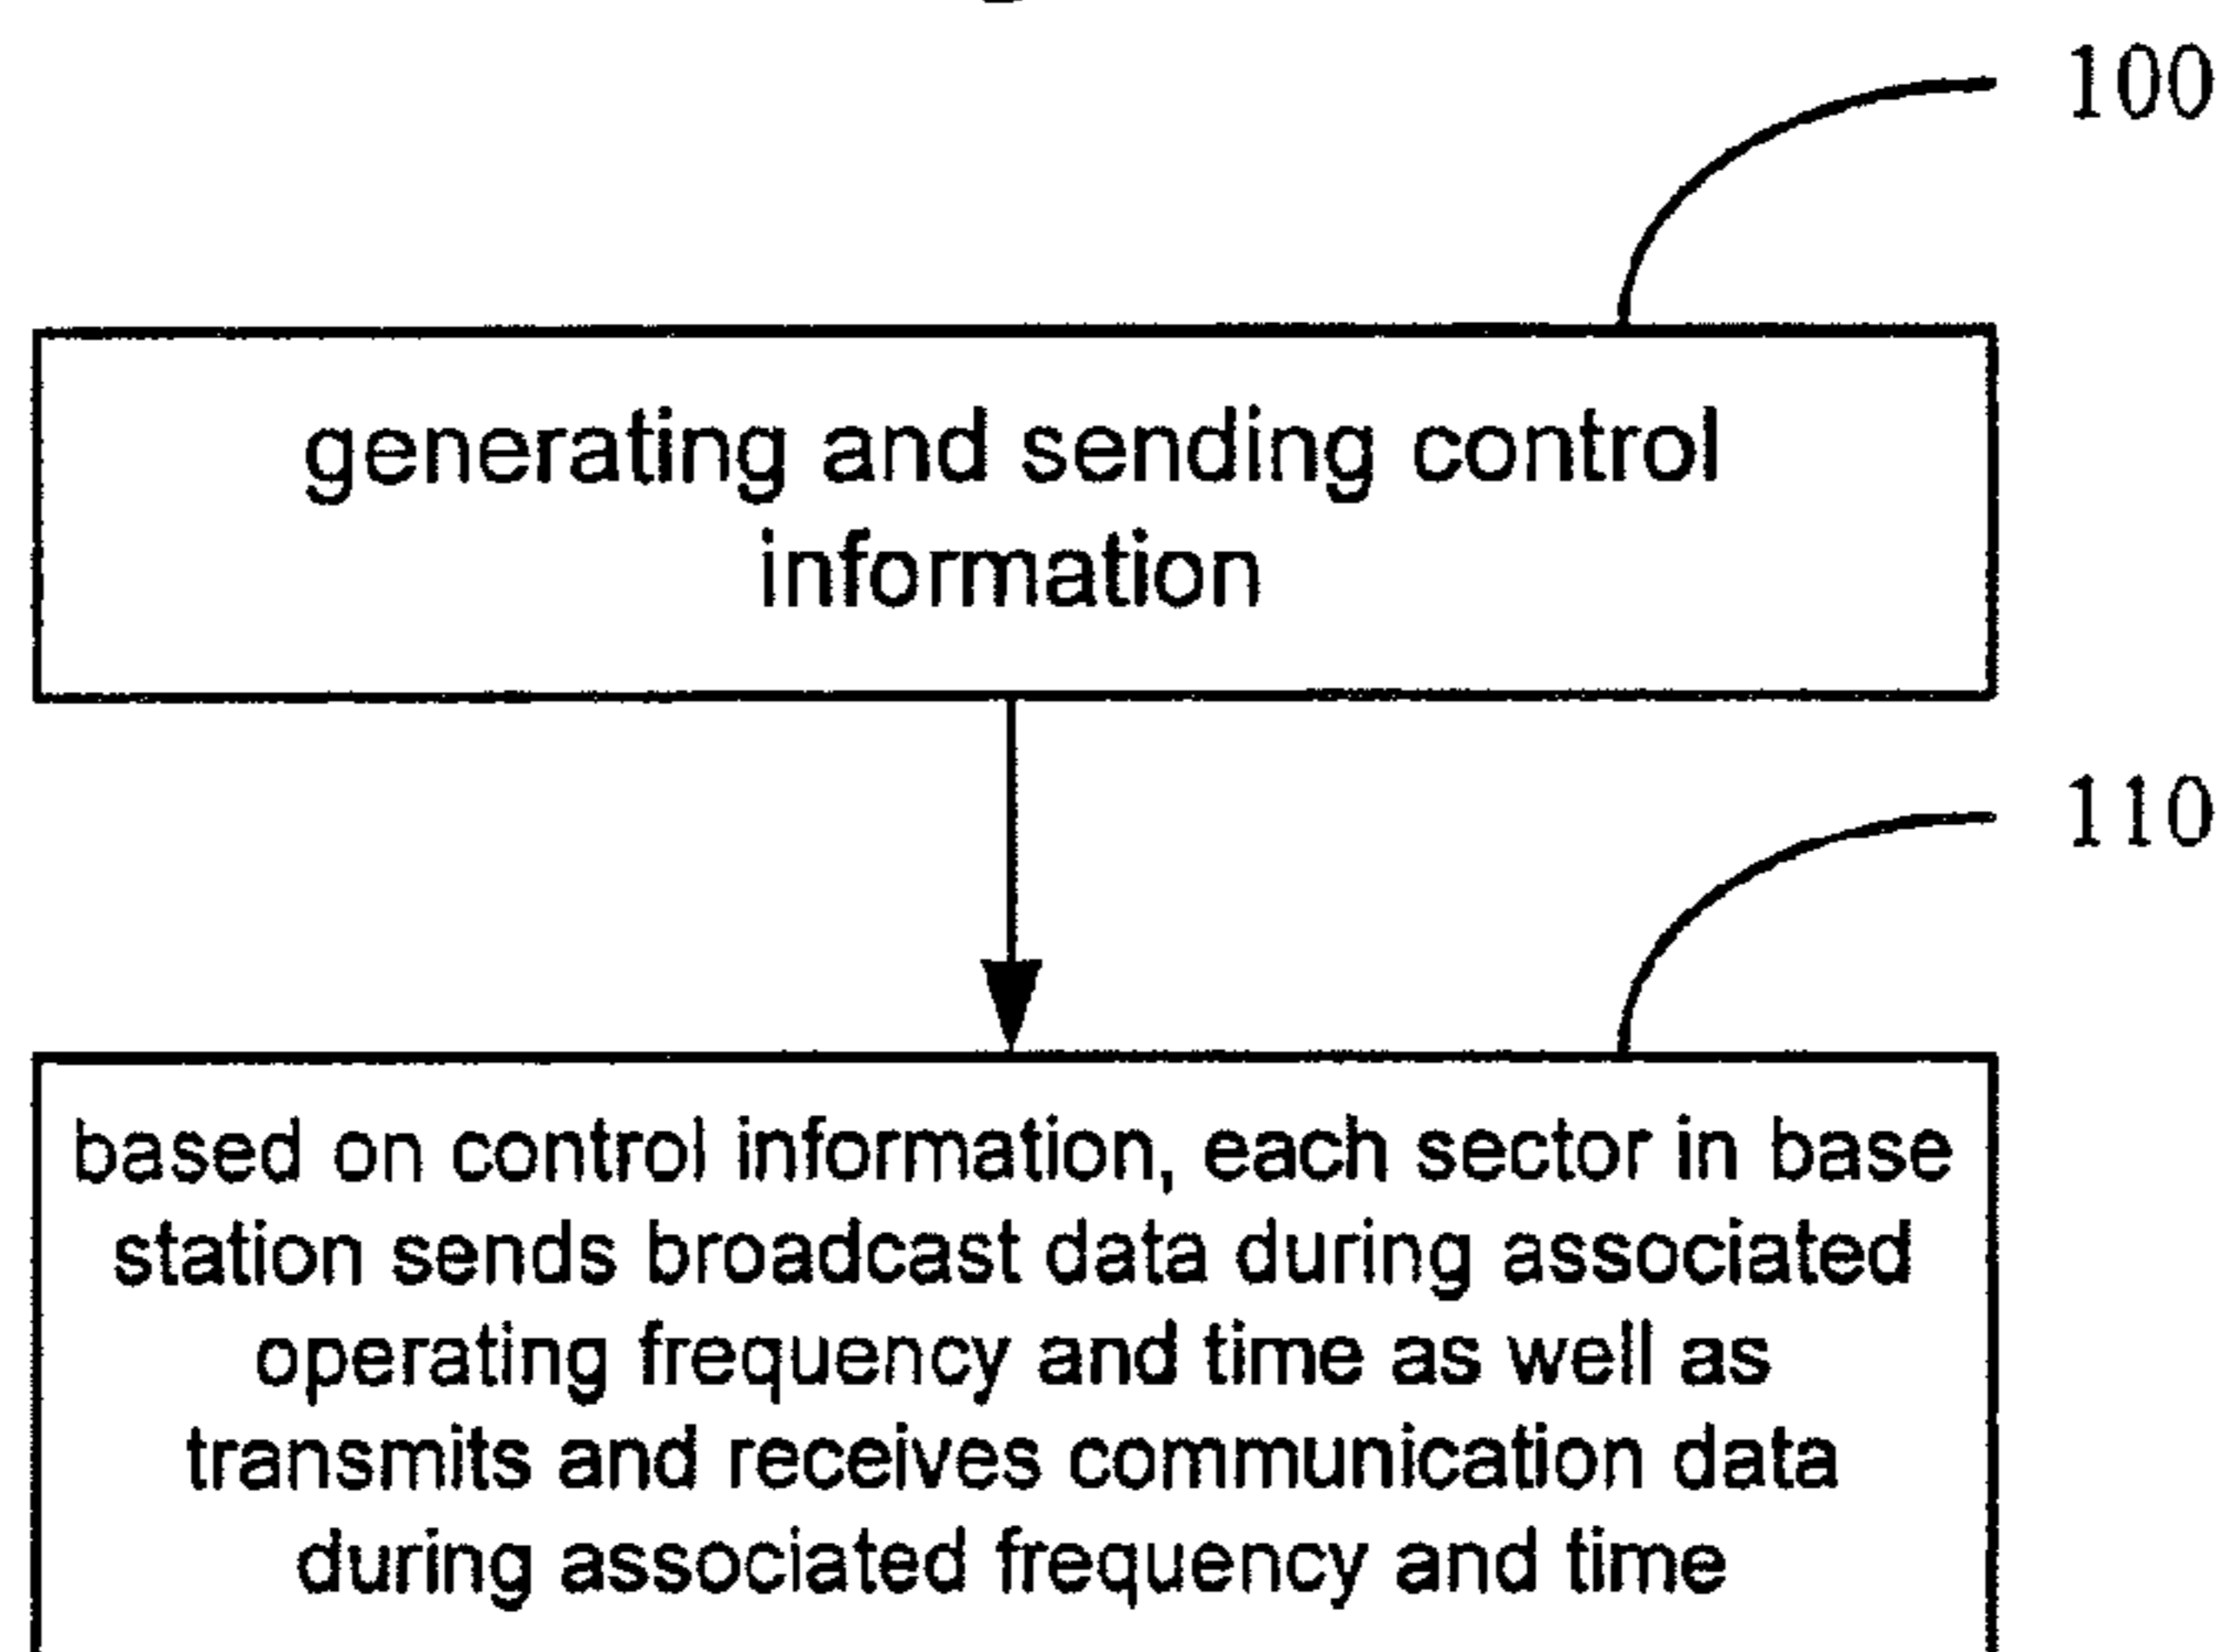 100
generating and sending control
information
110
based on control information, each sector in base
station sends broadcast data during associated
operating frequency and time as well as
transmits and receives communication data
during associated frequency and time